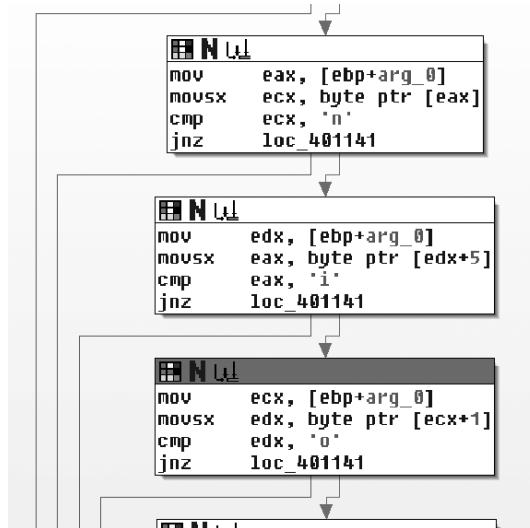 N
mov eax, [ebp+arg_0]
movsx ecx, byte ptr [eax]
cmp ecx, 'n'
jnz loc_401141
N
mov edx, [ebp+arg_0]
movsx eax, byte ptr [edx+5]
cmp eax, 'i'
jnz loc_401141
N
mov ecx, [ebp+arg_0]
movsx edx, byte ptr [ecx+1]
cmp edx, 'o'
jnz loc_401141